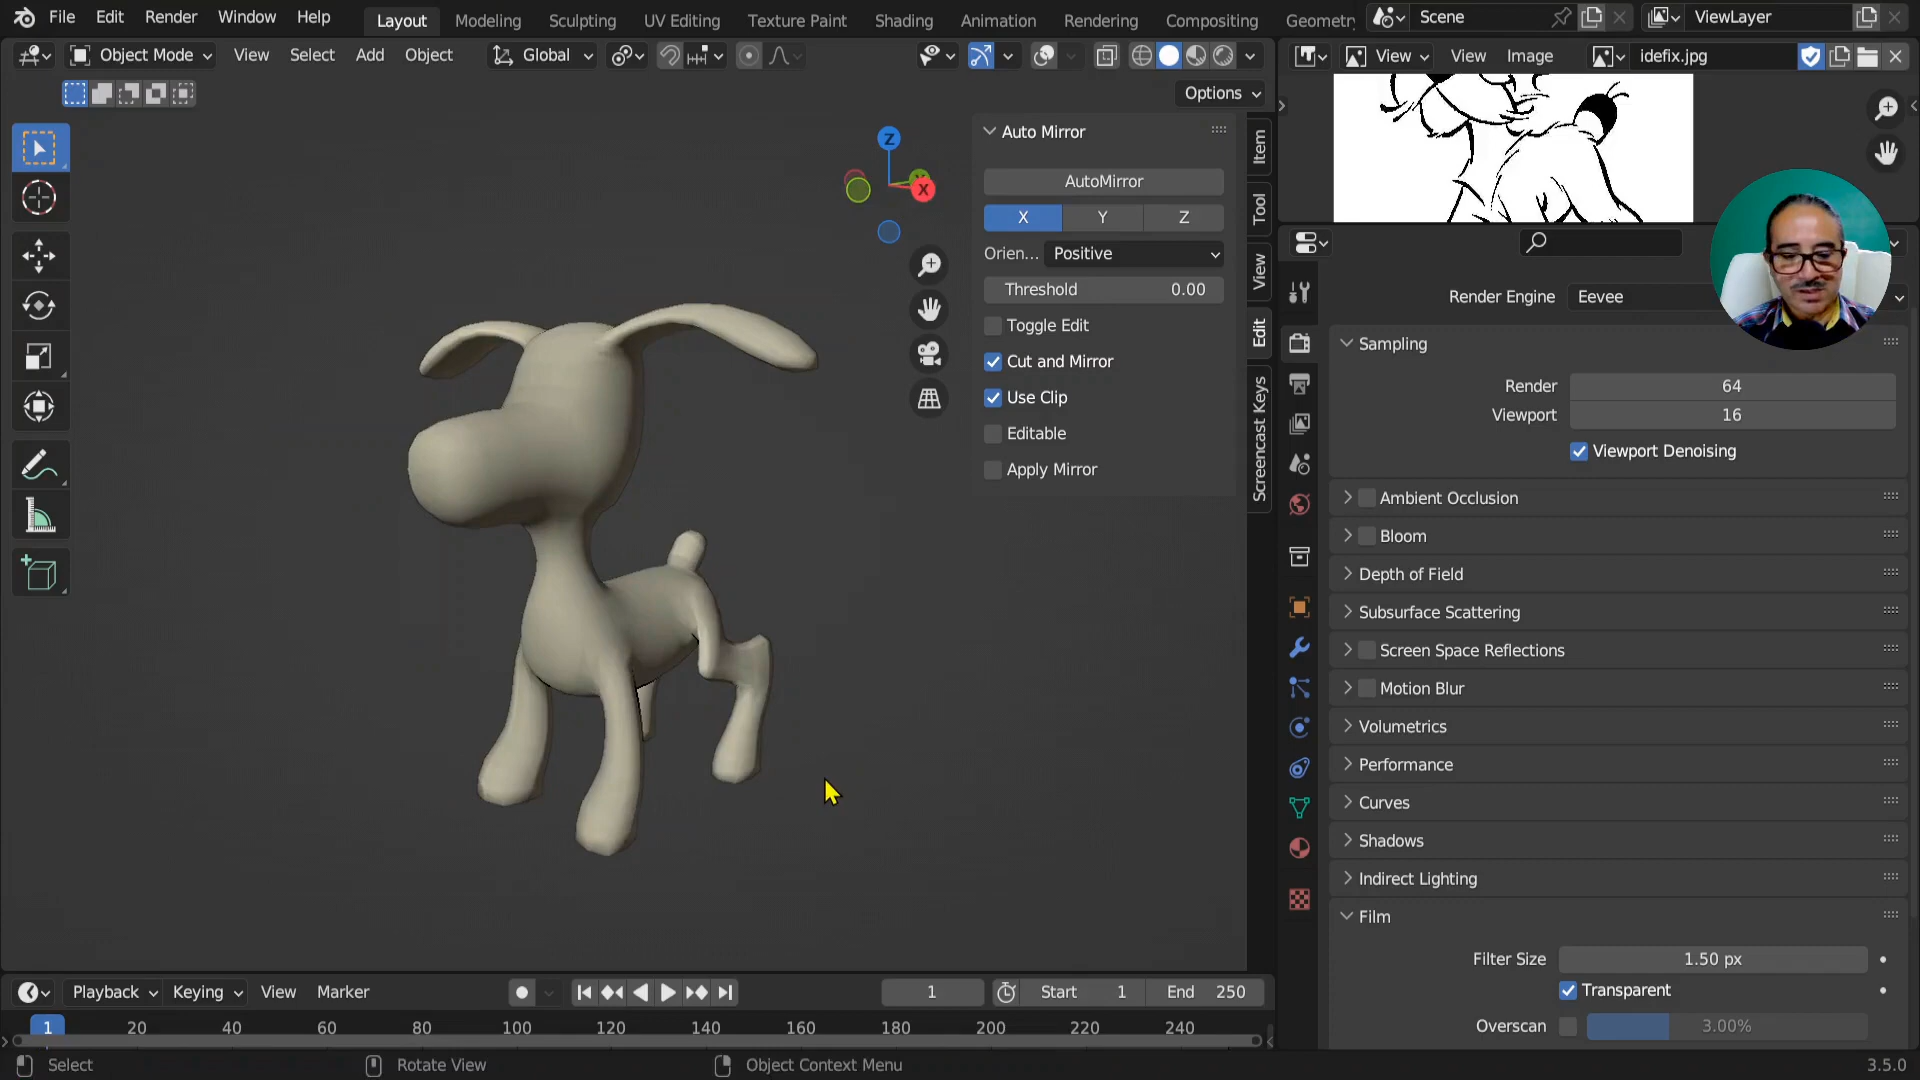 File Edit Render Window Help Layout Modeling Sculpting UV Editing Texture Paint Shading Animation Rendering Compositing Geometr Scene ViewLayer
Object Mode View Select Add Object Global View View Image idefix.jpg
Options
Auto Mirror
AutoMirror
X Y Z
Orien... Positive
Threshold 0.00
Toggle Edit
Cut and Mirror
Use Clip
Editable
Apply Mirror
Z
X
Item
Tool
View
Edit
Screencast Keys
Render Engine Eevee
Sampling
Render 64
Viewport 16
Viewport Denoising
Ambient Occlusion
Bloom
Depth of Field
Subsurface Scattering
Screen Space Reflections
Motion Blur
Volumetrics
Performance
Curves
Shadows
Indirect Lighting
Film
Filter Size 1.50 px
Transparent
Overscan 3.00%
Playback Keying View Marker 1 Start 1 End 250
1 20 40 60 80 100 120 140 160 180 200 220 240
Select Rotate View Object Context Menu 3.5.0